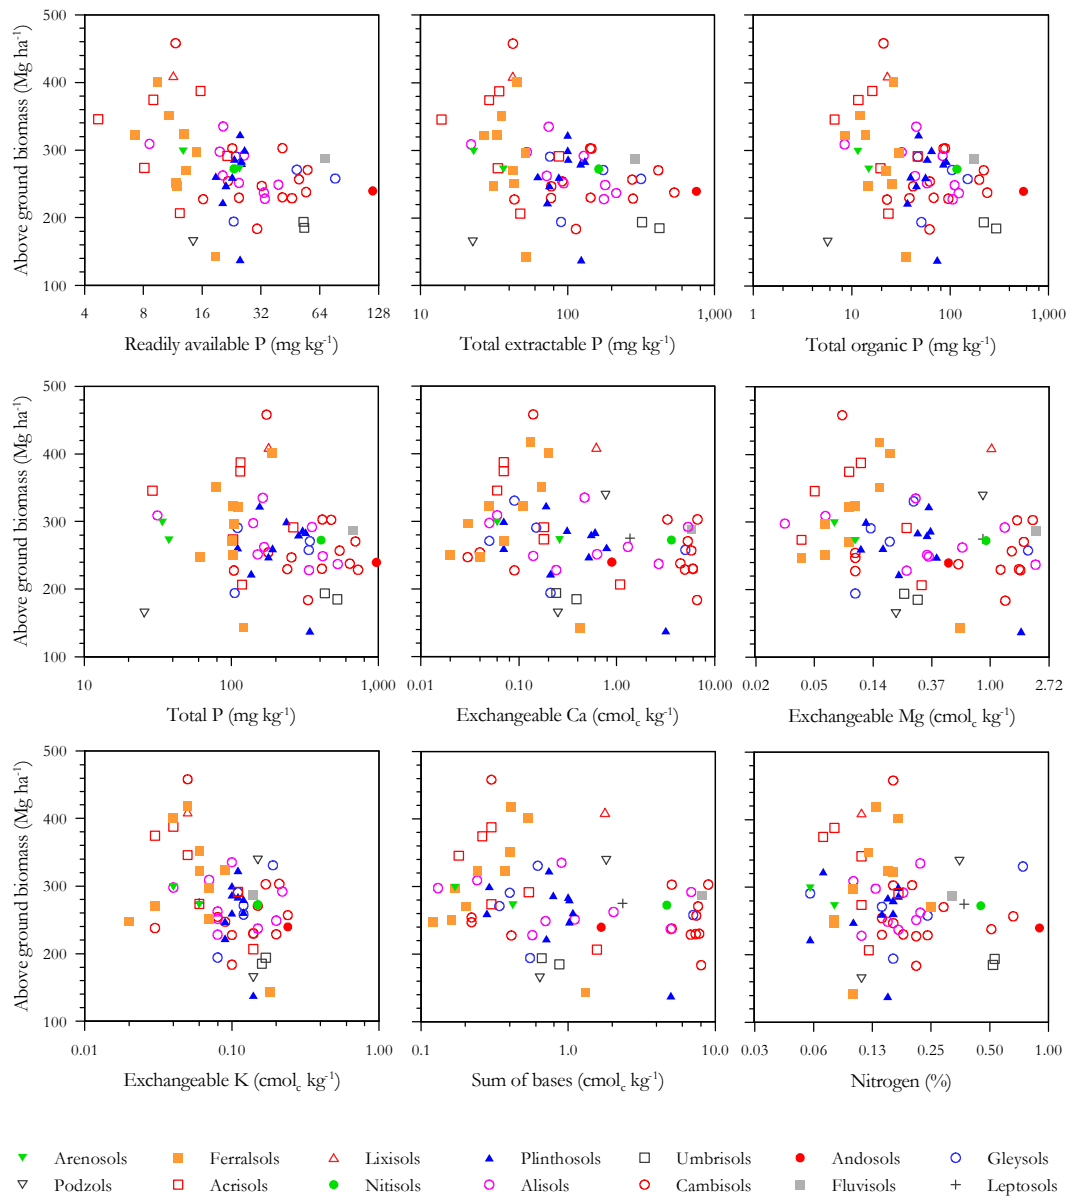 500
400
300
200
100
Above ground biomass (Mg ha⁻¹)
4 8 16 32 64 128
Readily available P (mg kg⁻¹)
10 100 1,000
Total extractable P (mg kg⁻¹)
1 10 100 1,000
Total organic P (mg kg⁻¹)
500
400
300
200
100
Above ground biomass (Mg ha⁻¹)
10 100 1,000
Total P (mg kg⁻¹)
0.01 0.10 1.00 10.00
Exchangeable Ca (cmolc kg⁻¹)
0.02 0.05 0.14 0.37 1.00 2.72
Exchangeable Mg (cmolc kg⁻¹)
500
400
300
200
100
Above ground biomass (Mg ha⁻¹)
0.01 0.10 1.00
Exchangeable K (cmolc kg⁻¹)
0.1 1.0 10.0
Sum of bases (cmolc kg⁻¹)
0.03 0.06 0.13 0.25 0.50 1.00
Nitrogen (%)
Arenosols Ferralsols Lixisols Plinthosols Umbrisols Andosols Gleysols
Podzols Acrisols Nitisols Alisols Cambisols Fluvisols Leptosols